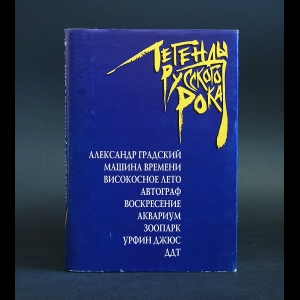 ЛЕГЕНДЫ
РУССКОГО
РОКА
АЛЕКСАНДР ГРАДСКИЙ
МАШИНА ВРЕМЕНИ
ВИСОКОСНОЕ ЛЕТО
АВТОГРАФ
ВОСКРЕСЕНИЕ
АКВАРИУМ
ЗООПАРК
УРФИН ДЖЮС
ДДТ